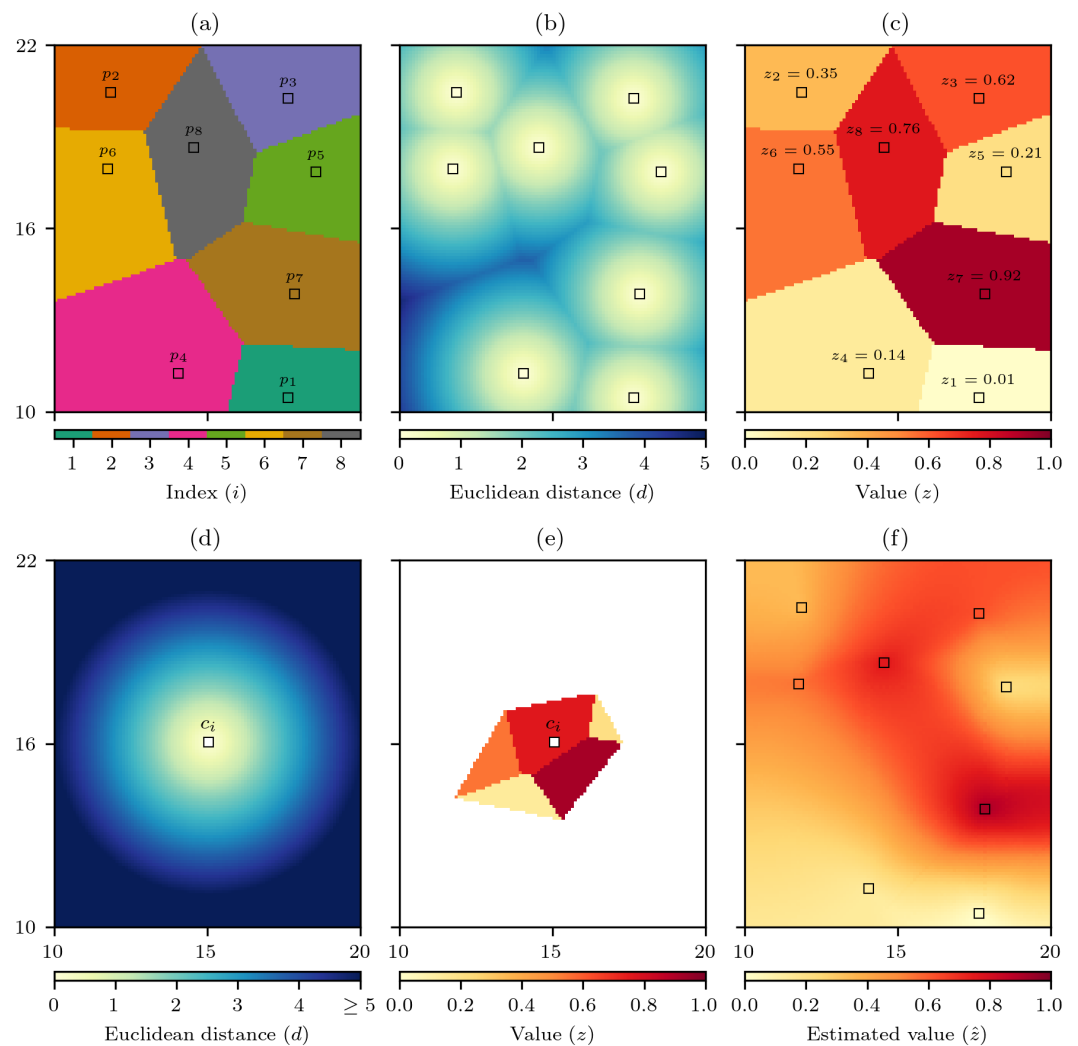 (a) (b) (c)
22
p₂ p₃ p₈ p₆ p₅ p₇ p₄ p₁
16
10
z₂ = 0.35
z₃ = 0.62
z₈ = 0.76
z₆ = 0.55
z₅ = 0.21
z₇ = 0.92
z₄ = 0.14
z₁ = 0.01
1 2 3 4 5 6 7 8
Index (i)
0 1 2 3 4 5
Euclidean distance (d)
0.0 0.2 0.4 0.6 0.8 1.0
Value (z)
(d) (e) (f)
22
cᵢ cᵢ
16
10
10 15 20
10 15 20
10 15 20
0 1 2 3 4 ≥ 5
Euclidean distance (d)
0.0 0.2 0.4 0.6 0.8 1.0
Value (z)
0.0 0.2 0.4 0.6 0.8 1.0
Estimated value (ẑ)